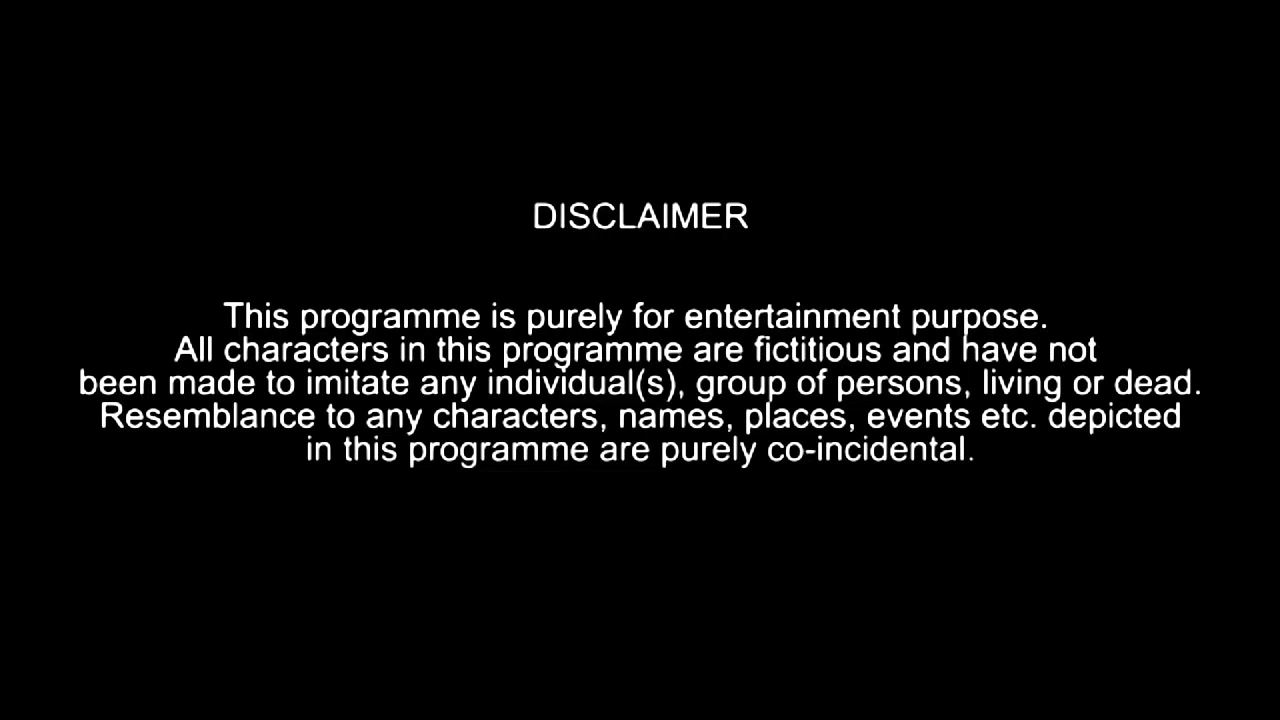 DISCLAIMER
This programme is purely for entertainment purpose.
All characters in this programme are fictitious and have not
been made to imitate any individual(s), group of persons, living or dead.
Resemblance to any characters, names, places, events etc. depicted
in this programme are purely co-incidental.